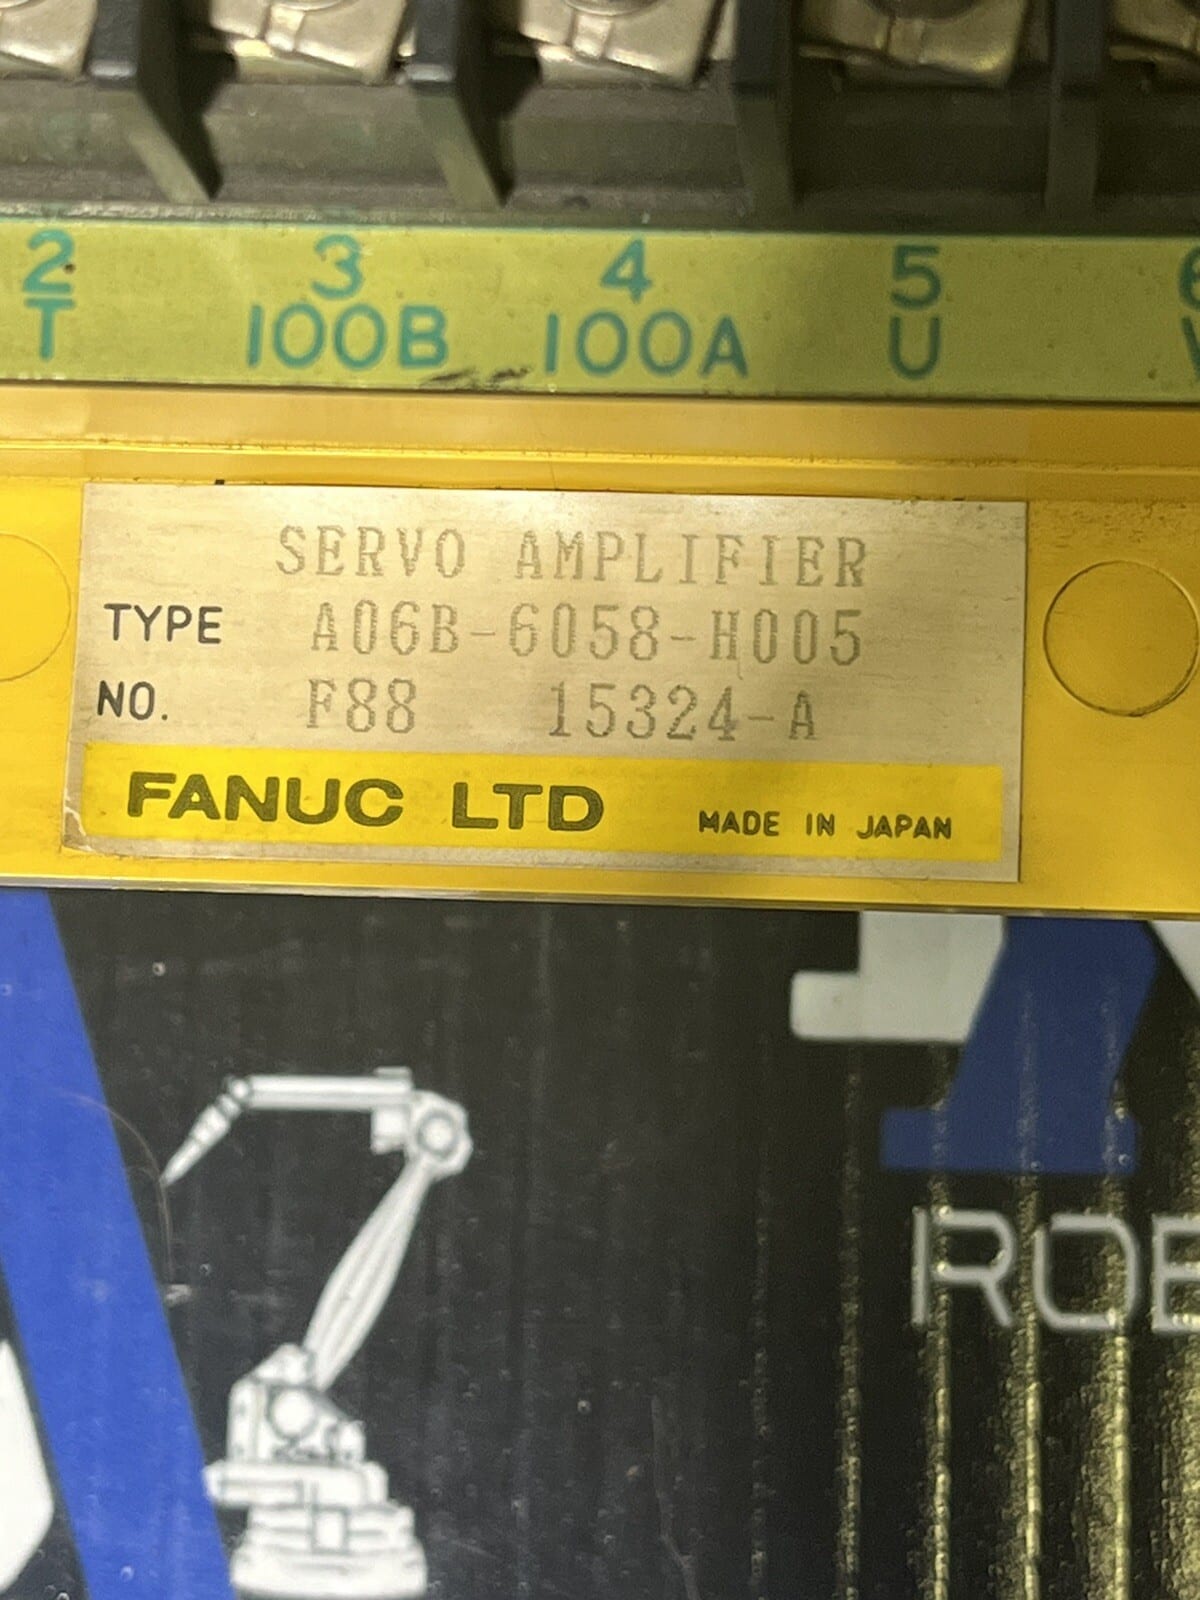 2 3 4 5
T 100B 100A U
SERVO AMPLIFIER
TYPE A06B-6058-H005
NO. F88 15324-A
FANUC LTD MADE IN JAPAN